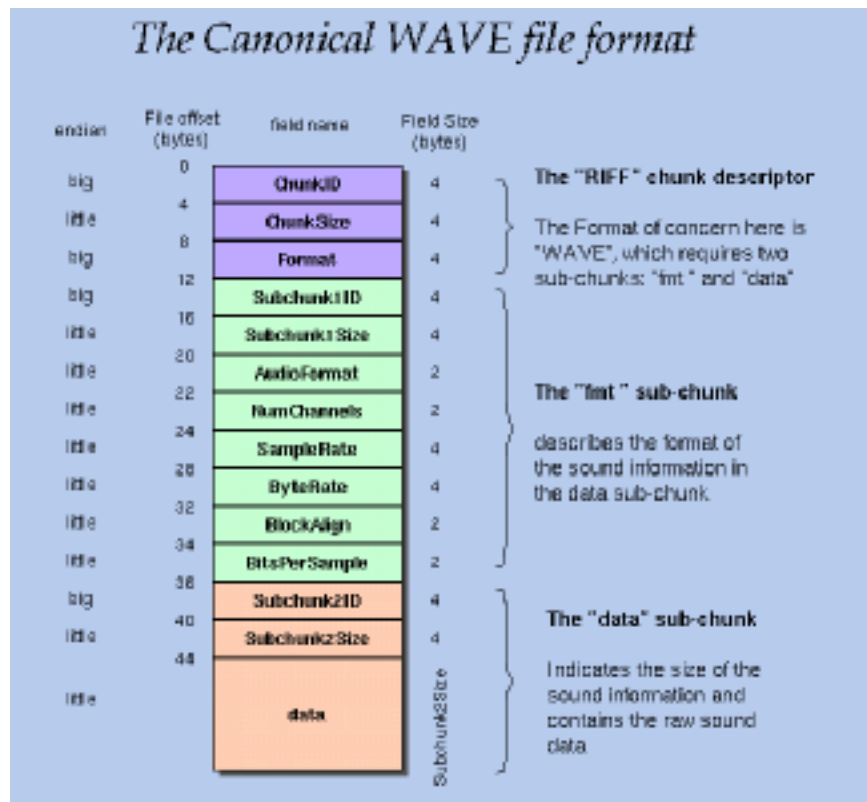 The Canonical WAVE file format
endian
File offset
(bytes)
field name
Field Size
(bytes)
0
big
ChunkID
4
4
little
ChunkSize
4
8
big
Format
4
12
big
Subchunk1ID
4
16
little
Subchunk1Size
4
20
little
AudioFormat
2
22
little
NumChannels
2
24
little
SampleRate
4
28
little
ByteRate
4
32
little
BlockAlign
2
34
little
BitsPerSample
2
36
big
Subchunk2ID
4
40
little
Subchunk2Size
4
44
little
data
Subchunk2Size
The "RIFF" chunk descriptor
The Format of concern here is
"WAVE", which requires two
sub-chunks: "fmt " and "data"
The "fmt " sub-chunk
describes the format of
the sound information in
the data sub-chunk
The "data" sub-chunk
Indicates the size of the
sound information and
contains the raw sound
data